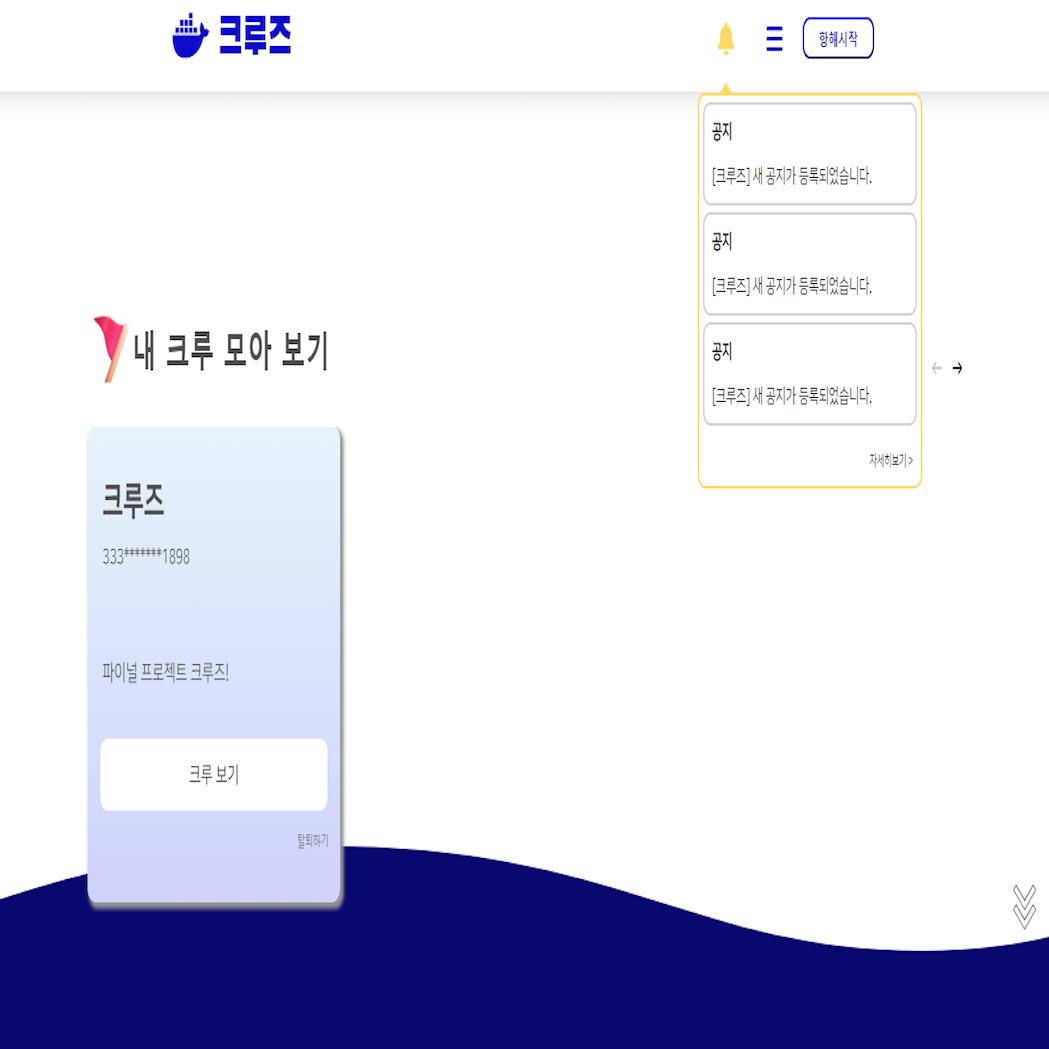 크루즈
항해시작
공지
[크루즈] 새 공지가 등록되었습니다.
공지
[크루즈] 새 공지가 등록되었습니다.
공지
[크루즈] 새 공지가 등록되었습니다.
자세히보기 >
내 크루 모아 보기
크루즈
333*******1898
파이널 프로젝트 크루즈!
크루 보기
탈퇴하기